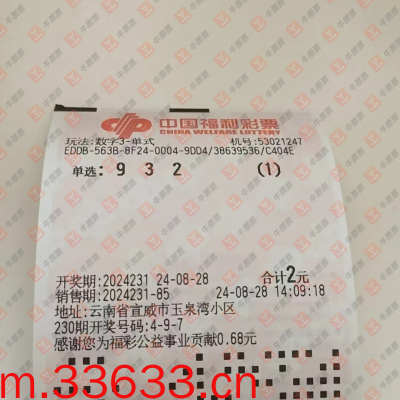 中国福利彩票
CHINA WELFARE LOTTERY
玩法:数字3-单式 机号:53021247
EDDB-563B-8F24-0004-9DD4/38639536/C404E
单选: 9 3 2 (1)
开奖期:2024231 24-08-28 合计2元
销售期:2024231-85 24-08-28 14:09:18
地址:云南省宣威市玉泉湾小区
230期开奖号码:4-9-7
感谢您为福彩公益事业贡献0.68元!
m.33633.cn